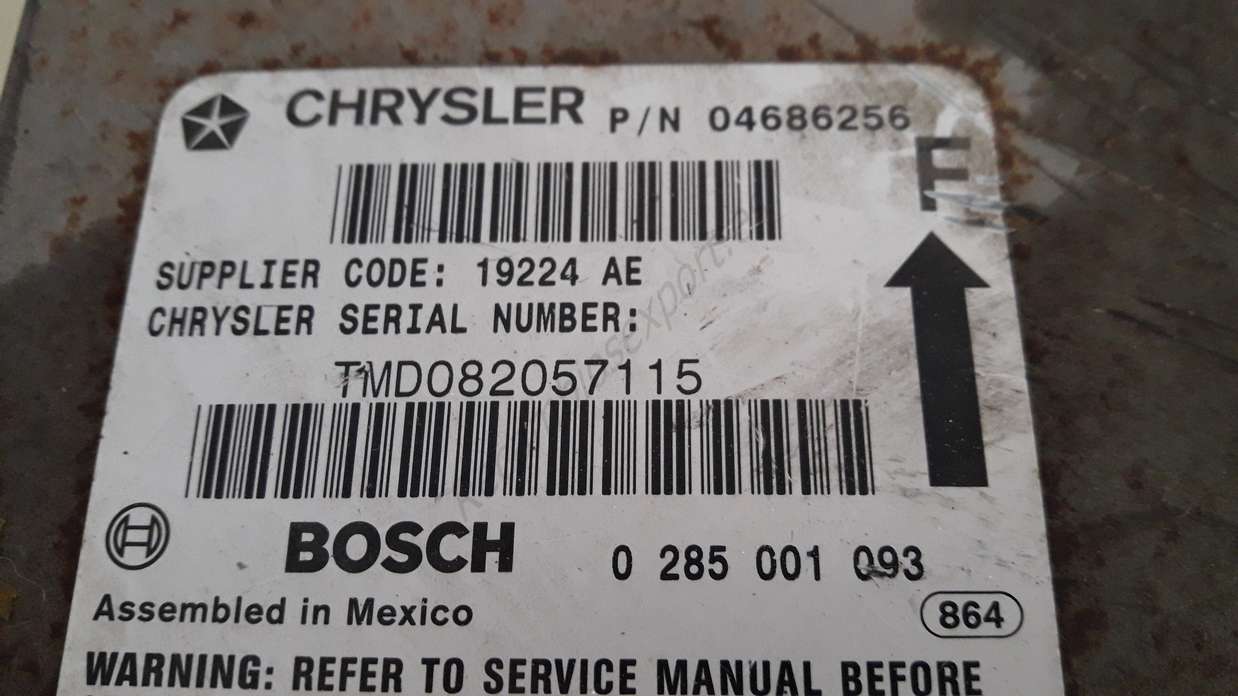 CHRYSLER P/N 04686256
F
SUPPLIER CODE: 19224 AE
CHRYSLER SERIAL NUMBER:
TMD082057115
BOSCH 0 285 001 093
Assembled in Mexico 864
WARNING: REFER TO SERVICE MANUAL BEFORE